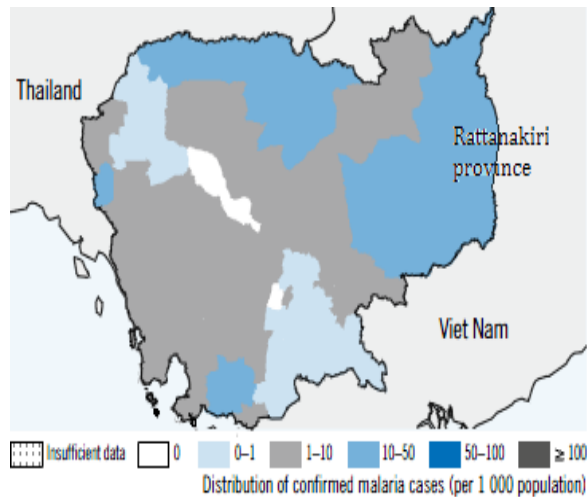 Thailand
Rattanakiri
province
Viet Nam
Insufficient data 0 0–1 1–10 10–50 50–100 ≥ 100
Distribution of confirmed malaria cases (per 1 000 population)